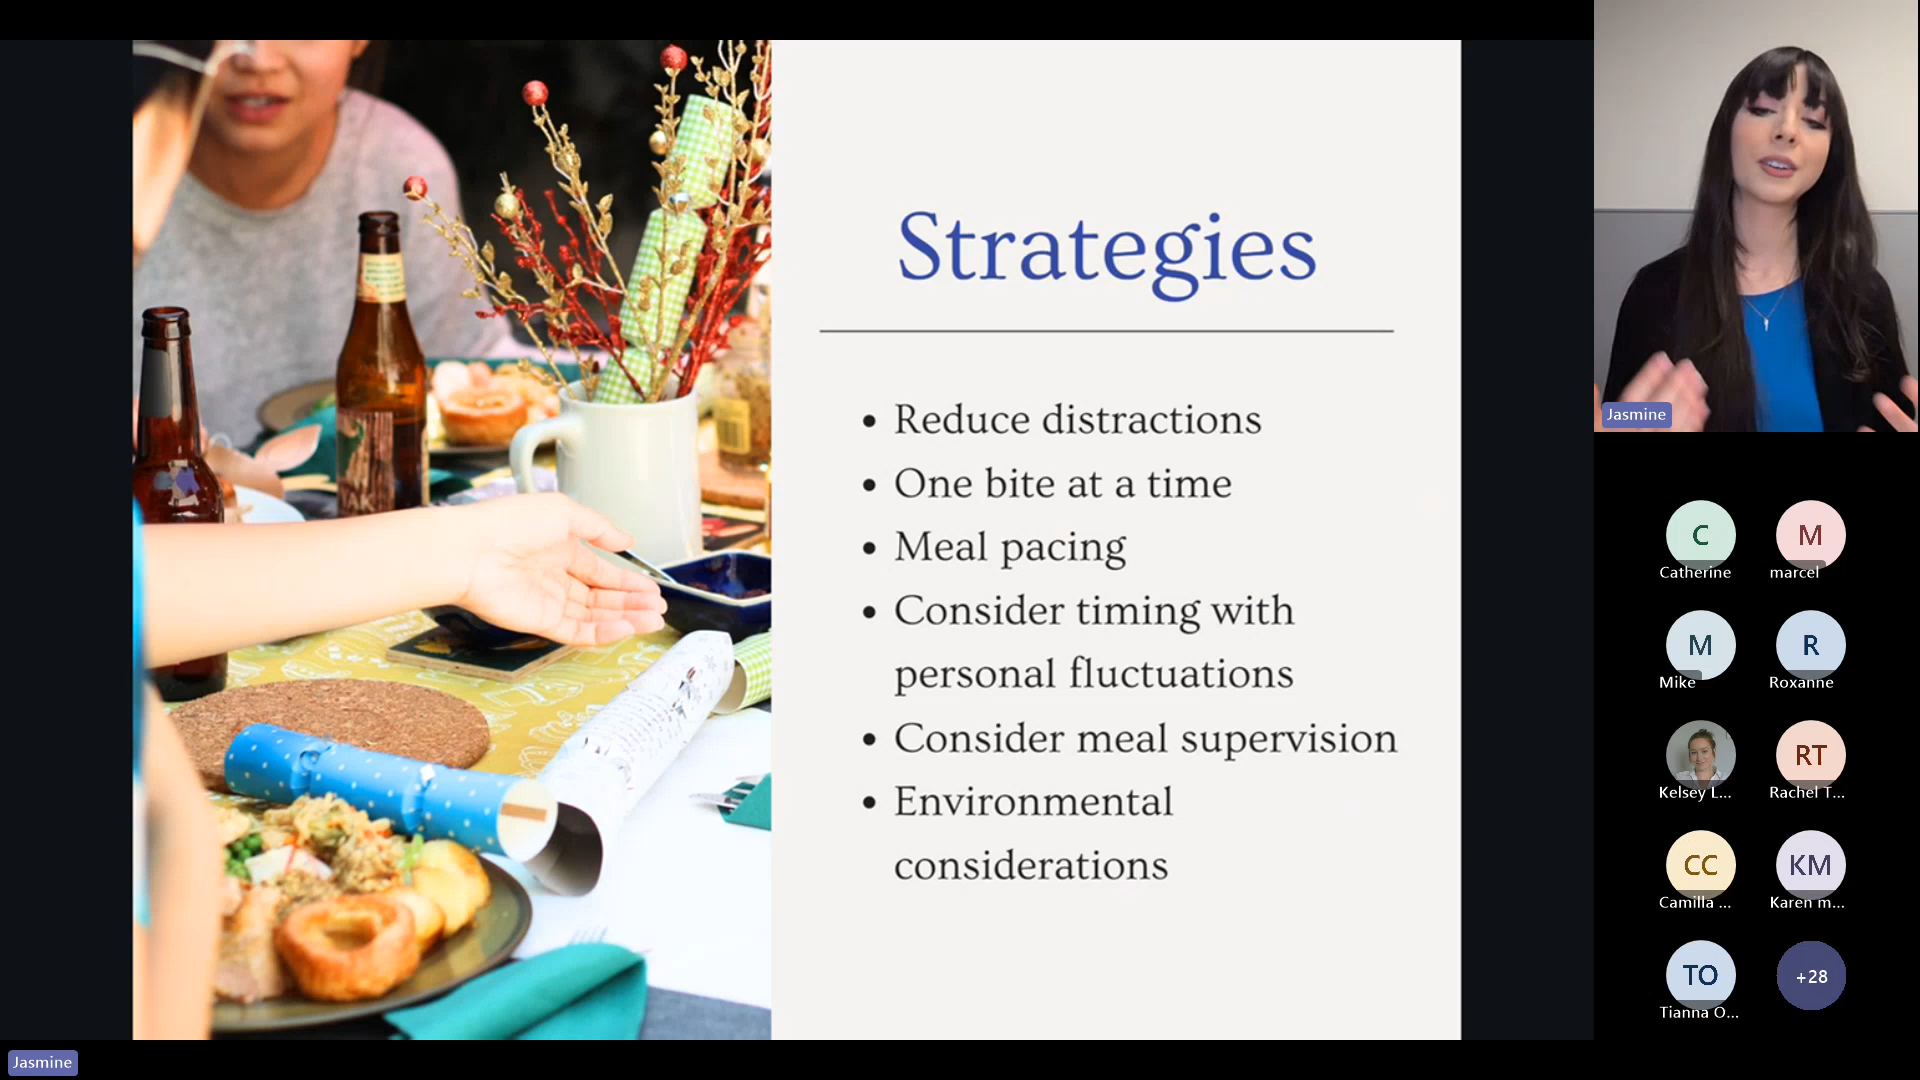 Strategies
• Reduce distractions
• One bite at a time
• Meal pacing
• Consider timing with
personal fluctuations
• Consider meal supervision
• Environmental
considerations
Jasmine
C
Catherine
M
marcel
M
Mike
R
Roxanne
Kelsey L...
RT
Rachel T...
CC
Camilla ...
KM
Karen m...
TO
Tianna O...
+28
Jasmine